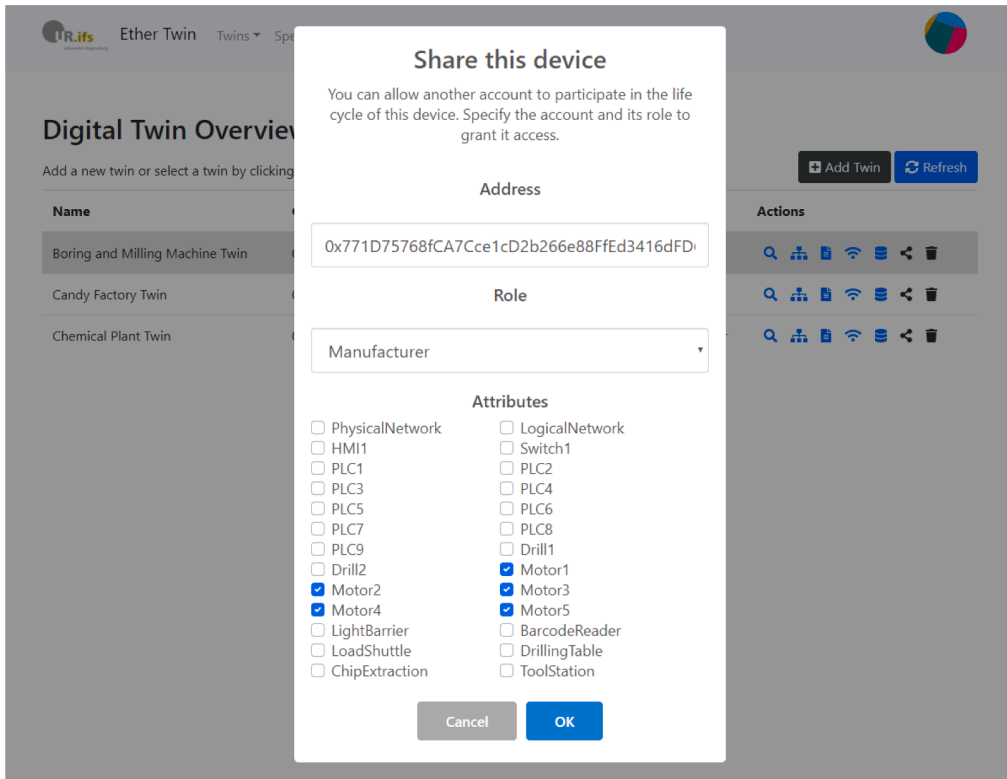 UR.ifs Ether Twin Twins
Share this device
You can allow another account to participate in the life
cycle of this device. Specify the account and its role to
grant it access.
Digital Twin
Add a new twin or select a twin by clicking
Add Twin Refresh
Address
Name Actions
0x771D75768fCA7Cce1cD2b266e88FfEd3416dFD
Boring and Milling Machine Twin
Candy Factory Twin
Role
Chemical Plant Twin
Manufacturer
Attributes
PhysicalNetwork LogicalNetwork
HMI1 Switch1
PLC1 PLC2
PLC3 PLC4
PLC5 PLC6
PLC7 PLC8
PLC9 Drill1
Drill2 Motor1
Motor2 Motor3
Motor4 Motor5
LightBarrier BarcodeReader
LoadShuttle DrillingTable
ChipExtraction ToolStation
Cancel OK